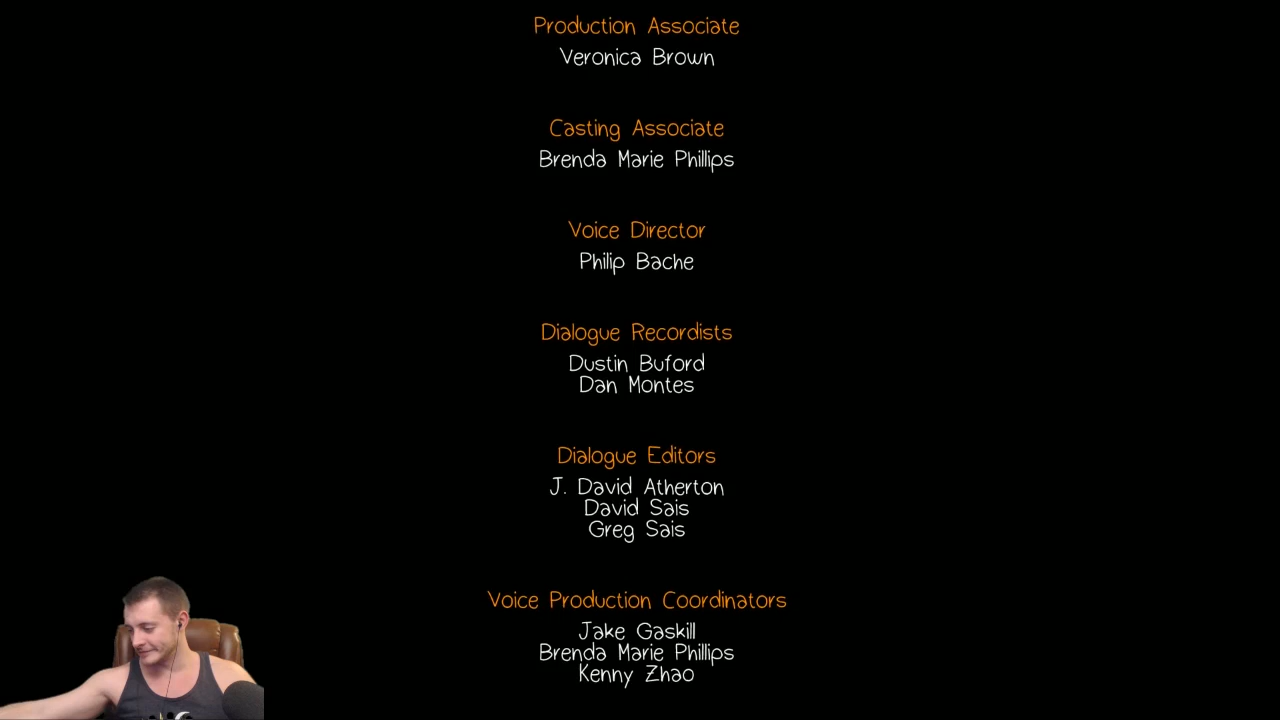 Production Associate
Veronica Brown
Casting Associate
Brenda Marie Phillips
Voice Director
Philip Bache
Dialogue Recordists
Dustin Buford
Dan Montes
Dialogue Editors
J. David Atherton
David Sais
Greg Sais
Voice Production Coordinators
Jake Gaskill
Brenda Marie Phillips
Kenny Zhao